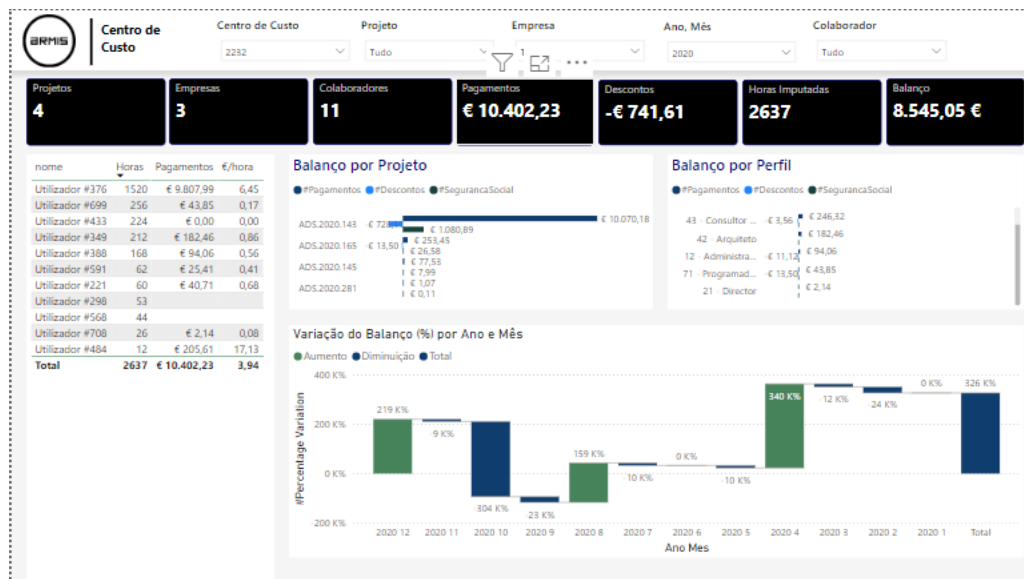 ARMIS
Centro de
Custo
Centro de Custo
2232
Projeto
Tudo
Empresa
1
Ano, Mês
2020
Colaborador
Tudo
Projetos
4
Empresas
3
Colaboradores
11
Pagamentos
€ 10.402,23
Descontos
-€ 741,61
Horas Imputadas
2637
Balanço
8.545,05 €
nome Horas Pagamentos €/hora
Utilizador #376 1520 € 9.807,99 6,45
Utilizador #699 256 € 43,85 0,17
Utilizador #433 224 € 0,00 0,00
Utilizador #349 212 € 182,46 0,86
Utilizador #388 168 € 94,06 0,56
Utilizador #591 62 € 25,41 0,41
Utilizador #221 60 € 40,71 0,68
Utilizador #298 53
Utilizador #568 44
Utilizador #708 26 € 2,14 0,08
Utilizador #484 12 € 205,61 17,13
Total 2637 € 10.402,23 3,94
Balanço por Projeto
#Pagamentos #Descontos #SegurancaSocial
€ 10.070,18
ADS.2020.143
€ 1.080,89
€ 253,45
ADS.2020.165 -€ 13,50
€ 26,58
€ 77,53
ADS.2020.145
€ 7,99
€ 1,07
ADS.2020.281
€ 0,11
Balanço por Perfil
#Pagamentos #Descontos #SegurancaSocial
43 - Consultor ... -€ 3,56 € 246,32
42 - Arquiteto € 182,46
12 - Administra... -€ 11,12 € 94,06
71 - Programad... -€ 13,50 € 43,85
21 - Director € 2,14
Variação do Balanço (%) por Ano e Mês
Aumento Diminuição Total
#Percentage Variation
400 K%
200 K%
0 K%
-200 K%
219 K%
-9 K%
-304 K%
-23 K%
159 K%
-10 K%
0 K%
-10 K%
340 K%
-12 K%
-24 K%
0 K%
326 K%
2020 12 2020 11 2020 10 2020 9 2020 8 2020 7 2020 6 2020 5 2020 4 2020 3 2020 2 2020 1 Total
Ano Mes